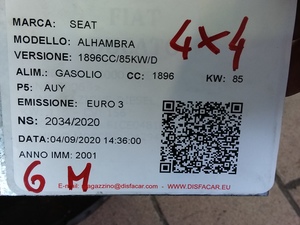 MARCA: SEAT
MODELLO: ALHAMBRA
4x4
VERSIONE: 1896CC/85KW/D
ALIM.: GASOLIO CC: 1896 KW: 85
P5: AUY
EMISSIONE: EURO 3
NS: 2034/2020
DATA:04/09/2020 14:36:00
ANNO IMM: 2001
6 M
E-mail: magazzino@disfacar.com ----- www.DISFACAR.EU